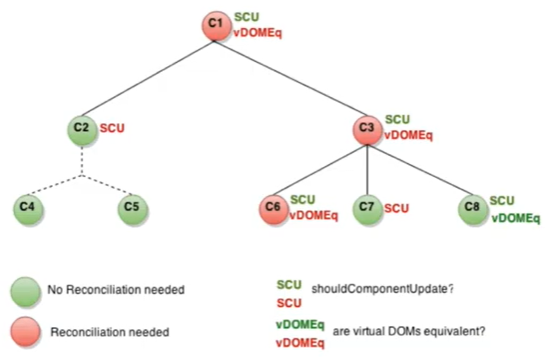 C1 SCU
vDOMEq
C2 SCU
C3 SCU
vDOMEq
C4
C5
C6 SCU
vDOMEq
C7 SCU
C8 SCU
vDOMEq
No Reconciliation needed
Reconciliation needed
SCU shouldComponentUpdate?
SCU
vDOMEq are virtual DOMs equivalent?
vDOMEq